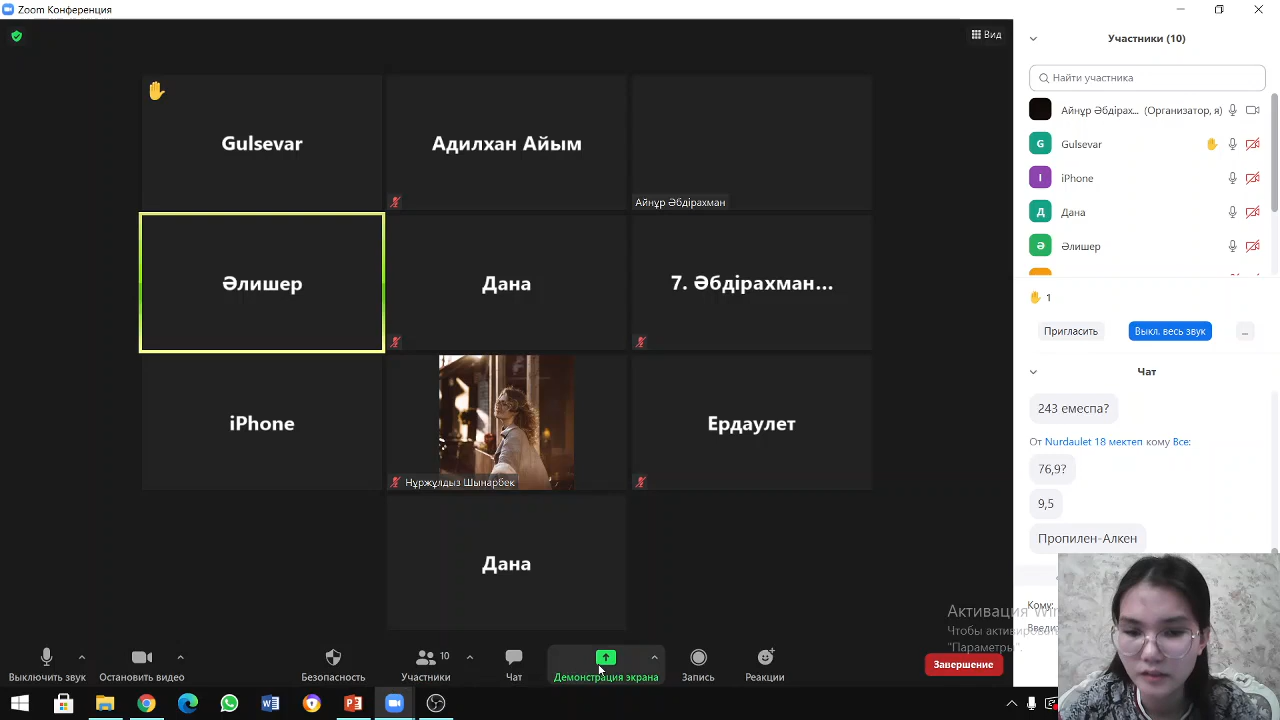 Zoom Конференция
Вид
Gulsevar
Адилхан Айым
Айнұр Әбдірахман
Әлишер
Дана
7. Әбдірахман...
iPhone
Нұржұлдыз Шынарбек
Ердаулет
Дана
Участники (10)
Найти участника
Айнұр Әбдірах... (Организатор, я)
G Gulsevar
I iPhone
Д Дана
Ә Әлишер
1
Пригласить
Выкл. весь звук
...
Чат
243 емеспа?
От Nurdaulet 18 мектеп кому Все:
76,9?
9,5
Пропилен-Алкен
Кому:
Активация
Чтобы
"Параметры".
Выключить звук
Остановить видео
Безопасность
10
Участники
Чат
Демонстрация экрана
Запись
Реакции
Завершение